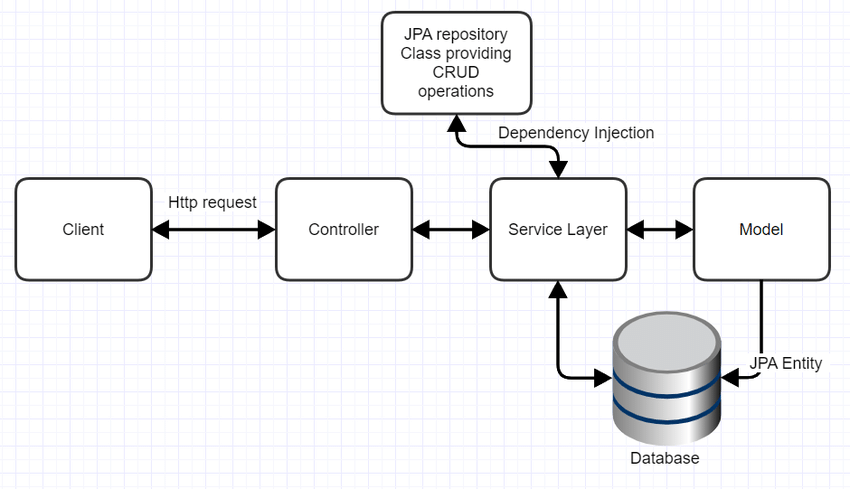 JPA repository
Class providing
CRUD
operations
Dependency Injection
Http request
Client
Controller
Service Layer
Model
JPA Entity
Database